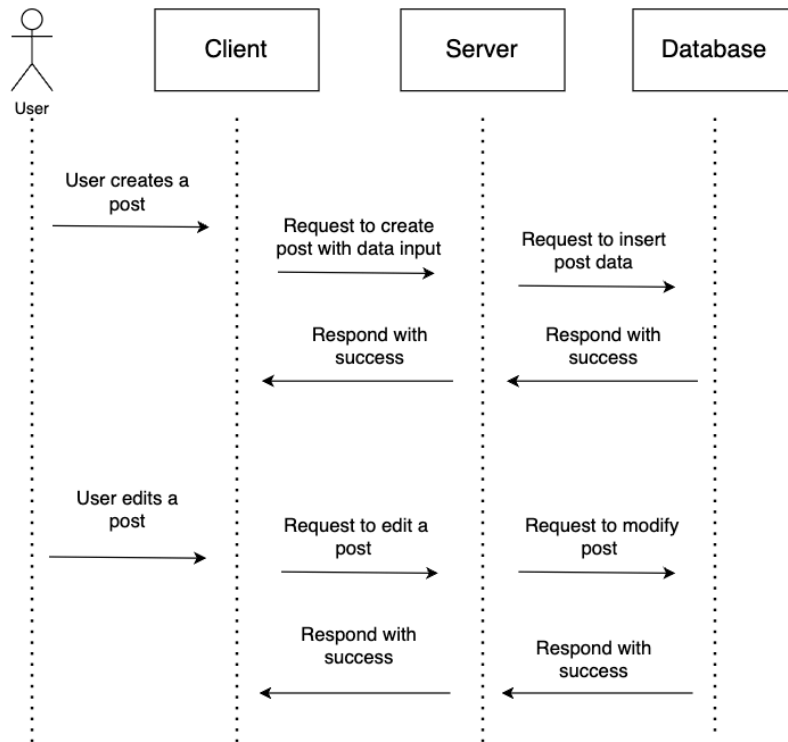 User
Client
Server
Database
User creates a
post
Request to create
post with data input
Request to insert
post data
Respond with
success
Respond with
success
User edits a
post
Request to edit a
post
Request to modify
post
Respond with
success
Respond with
success